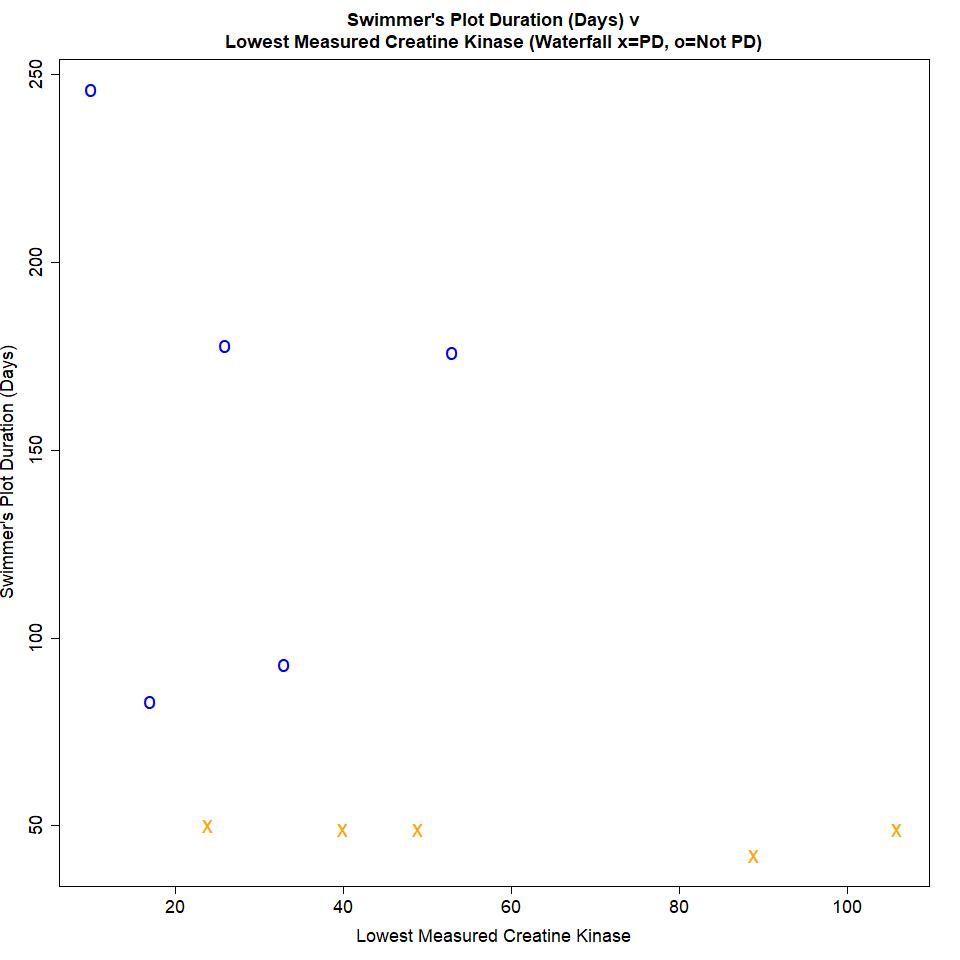 Swimmer's Plot Duration (Days) v
Lowest Measured Creatine Kinase (Waterfall x=PD, o=Not PD)
Swimmer's Plot Duration (Days)
250
200
150
100
50
o
o
o
o
o
x
x
x
x
x
20 40 60 80 100
Lowest Measured Creatine Kinase